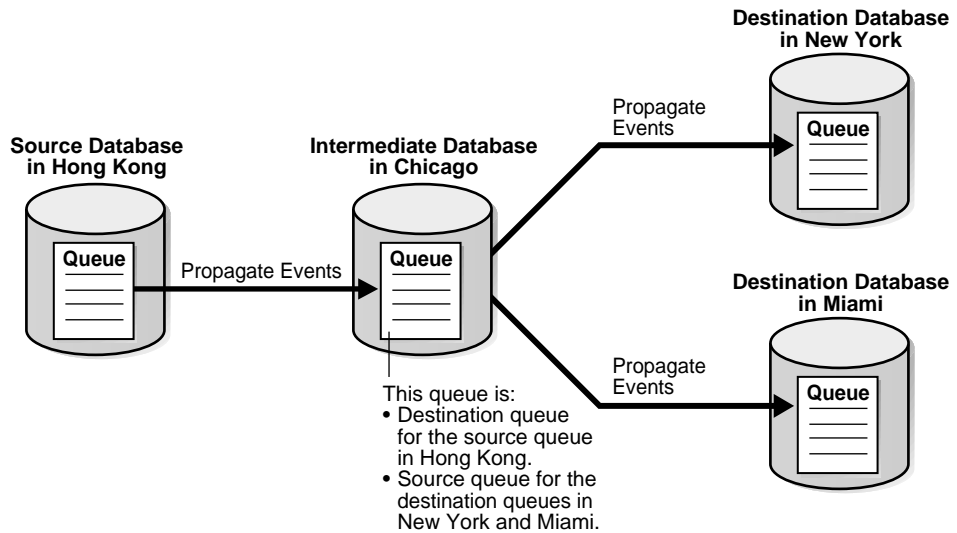 Destination Database
in New York
Propagate
Events
Queue
Source Database
in Hong Kong
Intermediate Database
in Chicago
Queue
Propagate Events
Queue
Destination Database
in Miami
Propagate
Events
Queue
This queue is:
• Destination queue
for the source queue
in Hong Kong.
• Source queue for the
destination queues in
New York and Miami.